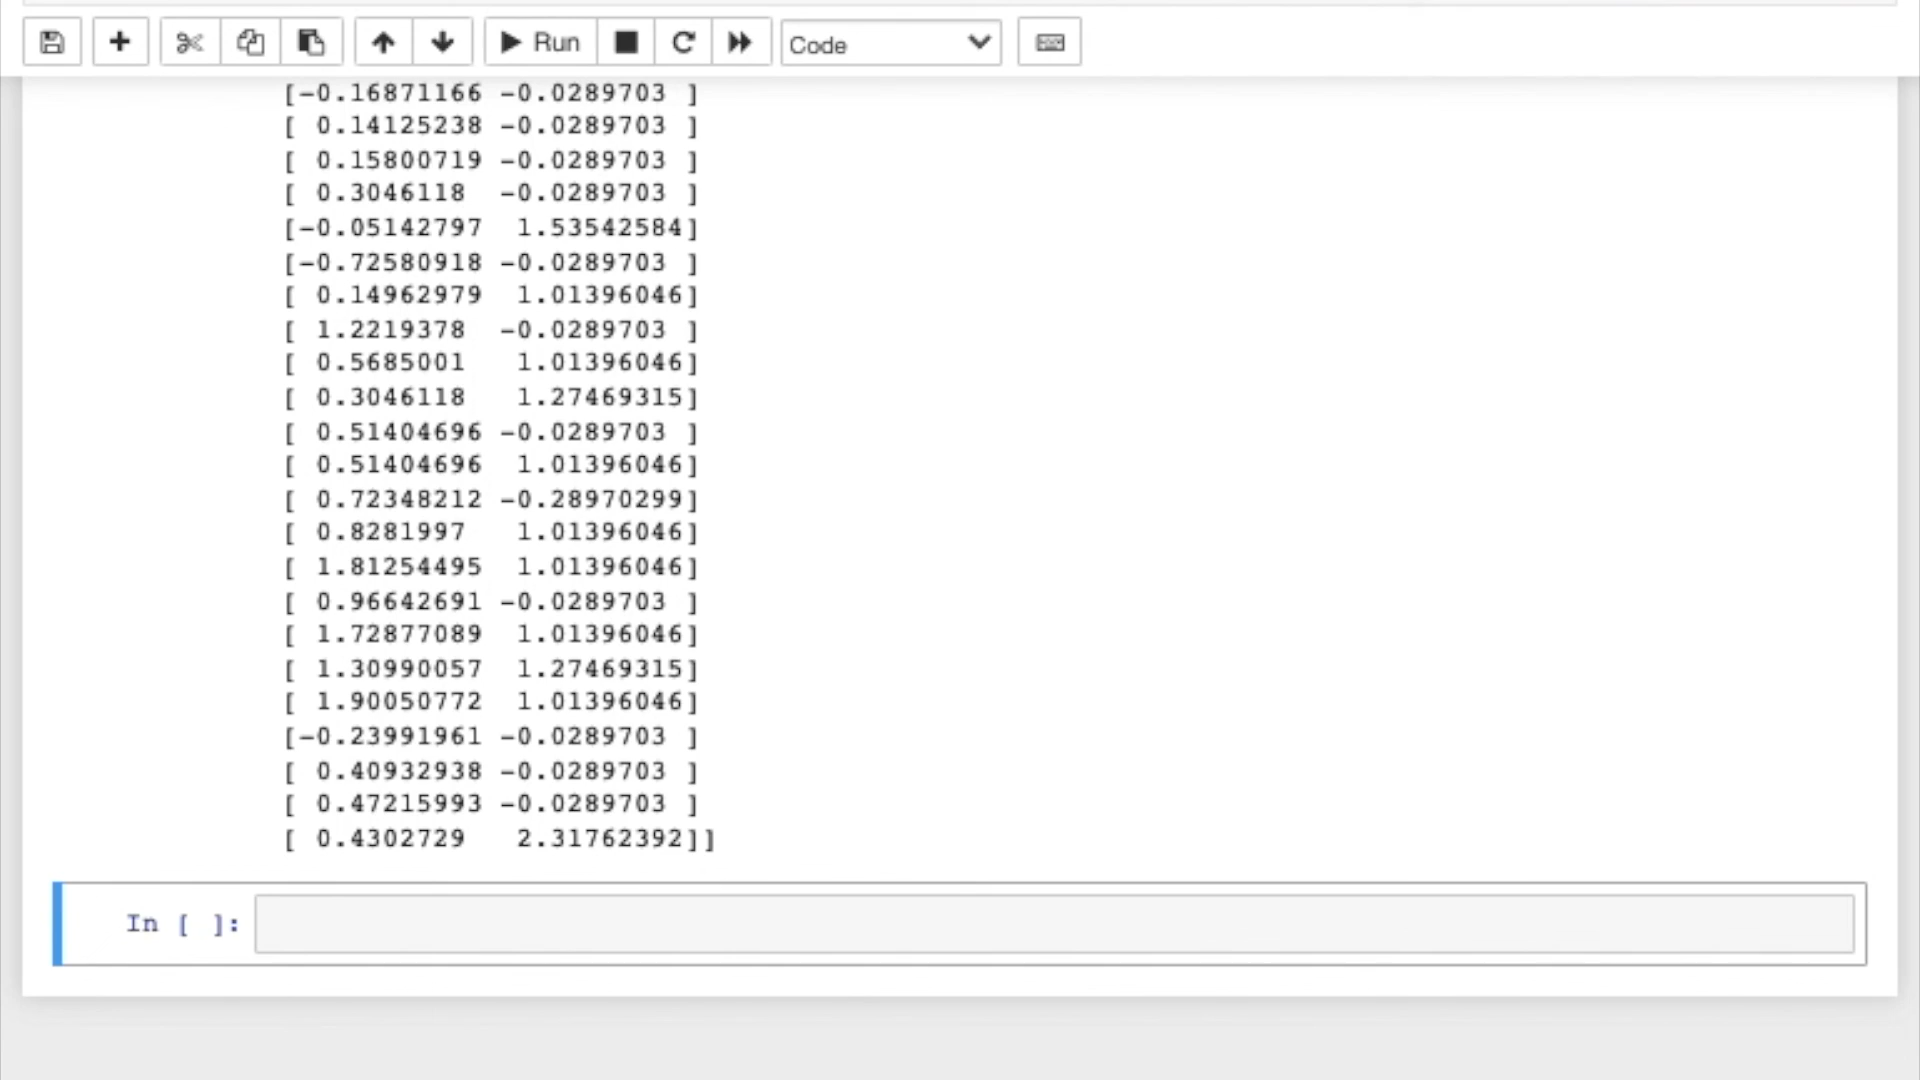 Run Code
[-0.16871166 -0.0289703 ]
[ 0.14125238 -0.0289703 ]
[ 0.15800719 -0.0289703 ]
[ 0.3046118  -0.0289703 ]
[-0.05142797  1.53542584]
[-0.72580918 -0.0289703 ]
[ 0.14962979  1.01396046]
[ 1.2219378  -0.0289703 ]
[ 0.5685001   1.01396046]
[ 0.3046118   1.27469315]
[ 0.51404696 -0.0289703 ]
[ 0.51404696  1.01396046]
[ 0.72348212 -0.28970299]
[ 0.8281997   1.01396046]
[ 1.81254495  1.01396046]
[ 0.96642691 -0.0289703 ]
[ 1.72877089  1.01396046]
[ 1.30990057  1.27469315]
[ 1.90050772  1.01396046]
[-0.23991961 -0.0289703 ]
[ 0.40932938 -0.0289703 ]
[ 0.47215993 -0.0289703 ]
[ 0.4302729   2.31762392]]
In [ ]: